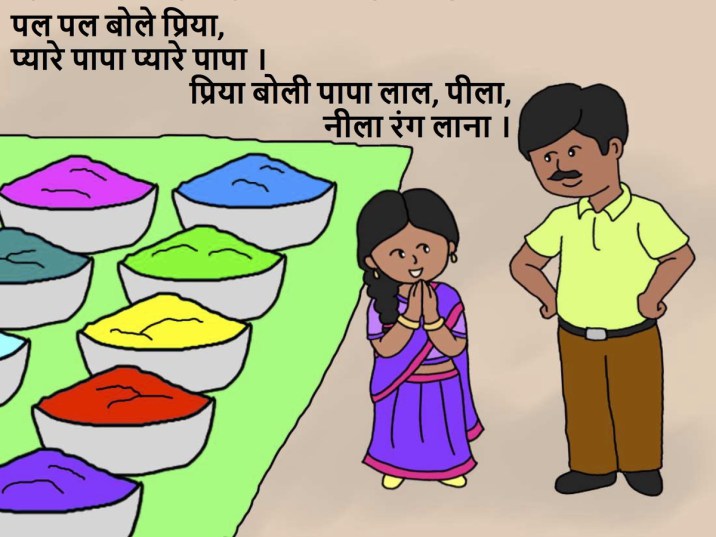 पल पल बोले प्रिया,
प्यारे पापा प्यारे पापा ।
प्रिया बोली पापा लाल, पीला,
नीला रंग लाना ।